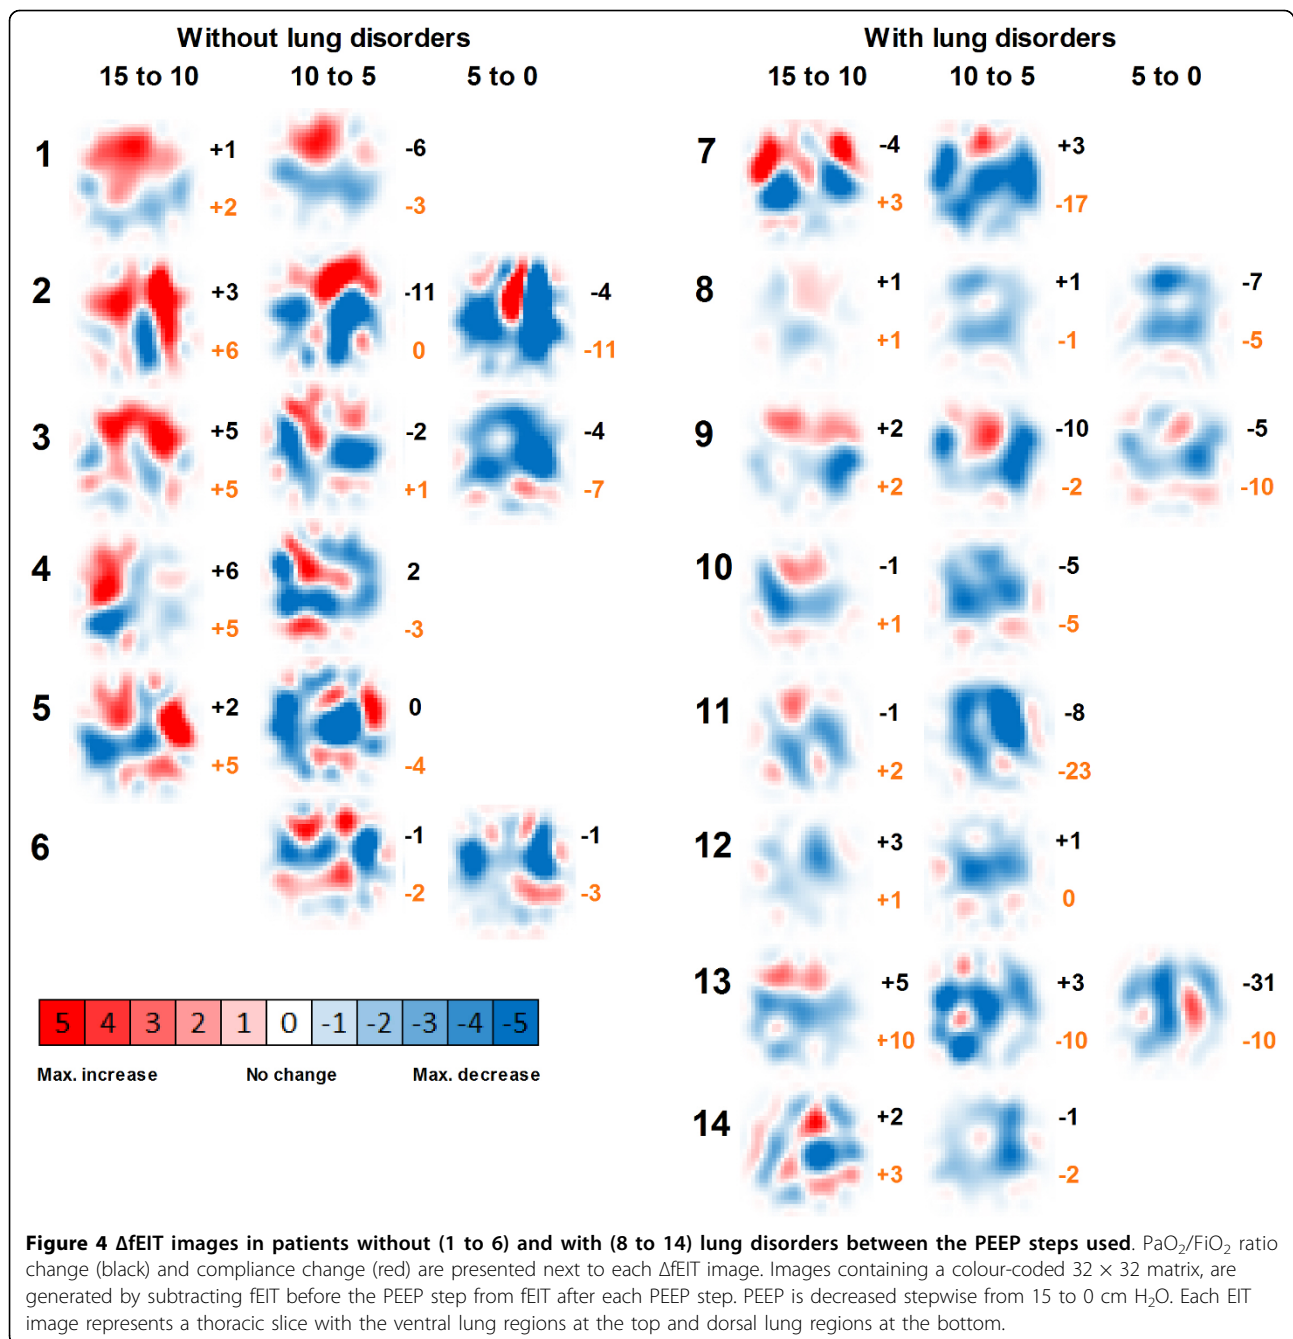 Without lung disorders With lung disorders
15 to 10 10 to 5 5 to 0 15 to 10 10 to 5 5 to 0
1 +1 -6
+2 -3
7 -4 +3
+3 -17
2 +3 -11 -4
+6 0 -11
8 +1 +1 -7
+1 -1 -5
3 +5 -2 -4
+5 +1 -7
9 +2 -10 -5
+2 -2 -10
4 +6 2
+5 -3
10 -1 -5
+1 -5
5 +2 0
+5 -4
11 -1 -8
+2 -23
6 -1 -1
-2 -3
12 +3 +1
+1 0
13 +5 +3 -31
+10 -10 -10
14 +2 -1
+3 -2
5 4 3 2 1 0 -1 -2 -3 -4 -5
Max. increase No change Max. decrease
Figure 4 ΔfEIT images in patients without (1 to 6) and with (8 to 14) lung disorders between the PEEP steps used. PaO₂/FiO₂ ratio
change (black) and compliance change (red) are presented next to each ΔfEIT image. Images containing a colour-coded 32 × 32 matrix, are
generated by subtracting fEIT before the PEEP step from fEIT after each PEEP step. PEEP is decreased stepwise from 15 to 0 cm H₂O. Each EIT
image represents a thoracic slice with the ventral lung regions at the top and dorsal lung regions at the bottom.